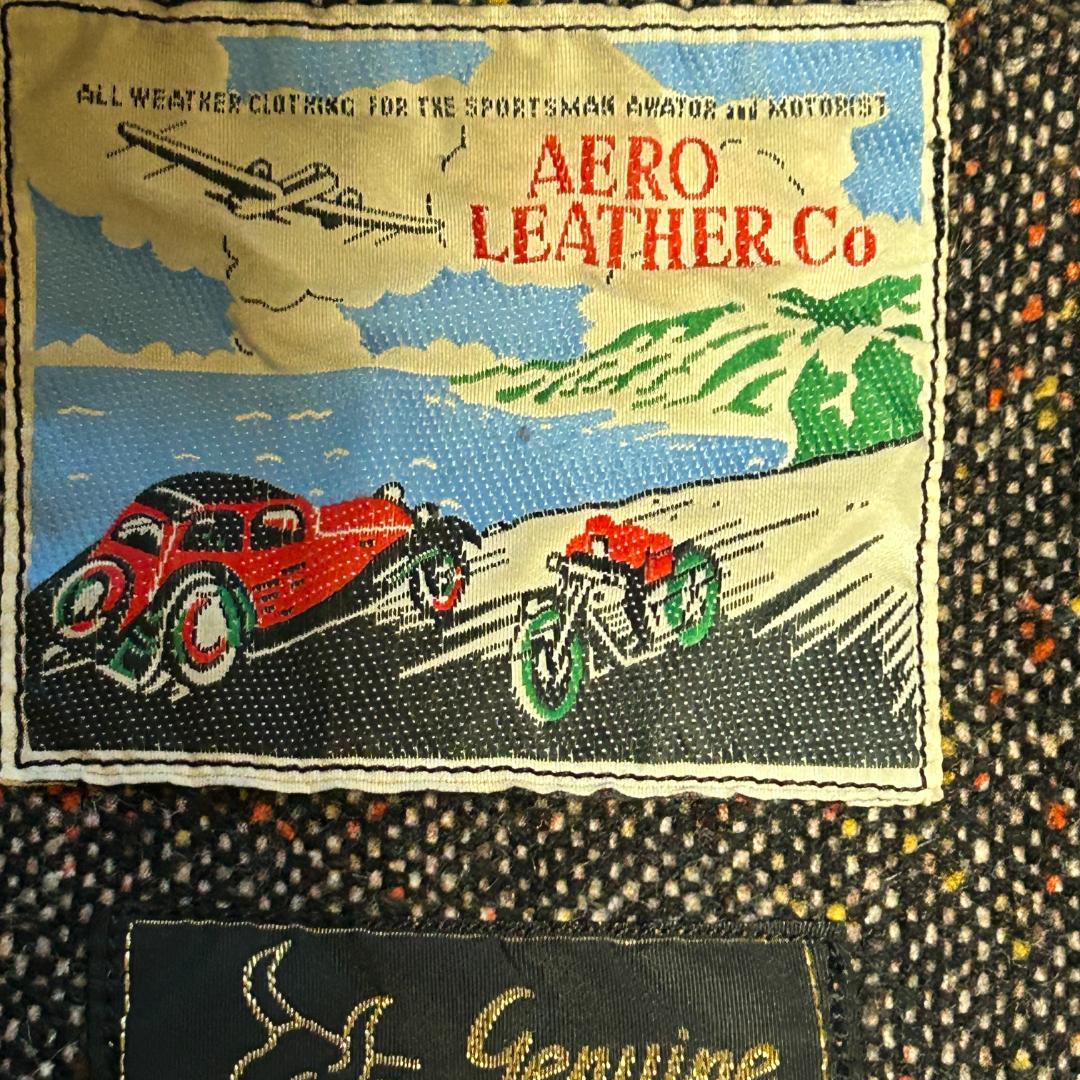 ALL WEATHER CLOTHING FOR THE SPORTSMAN AVIATOR and MOTORIST
AERO
LEATHER Co
Genuine